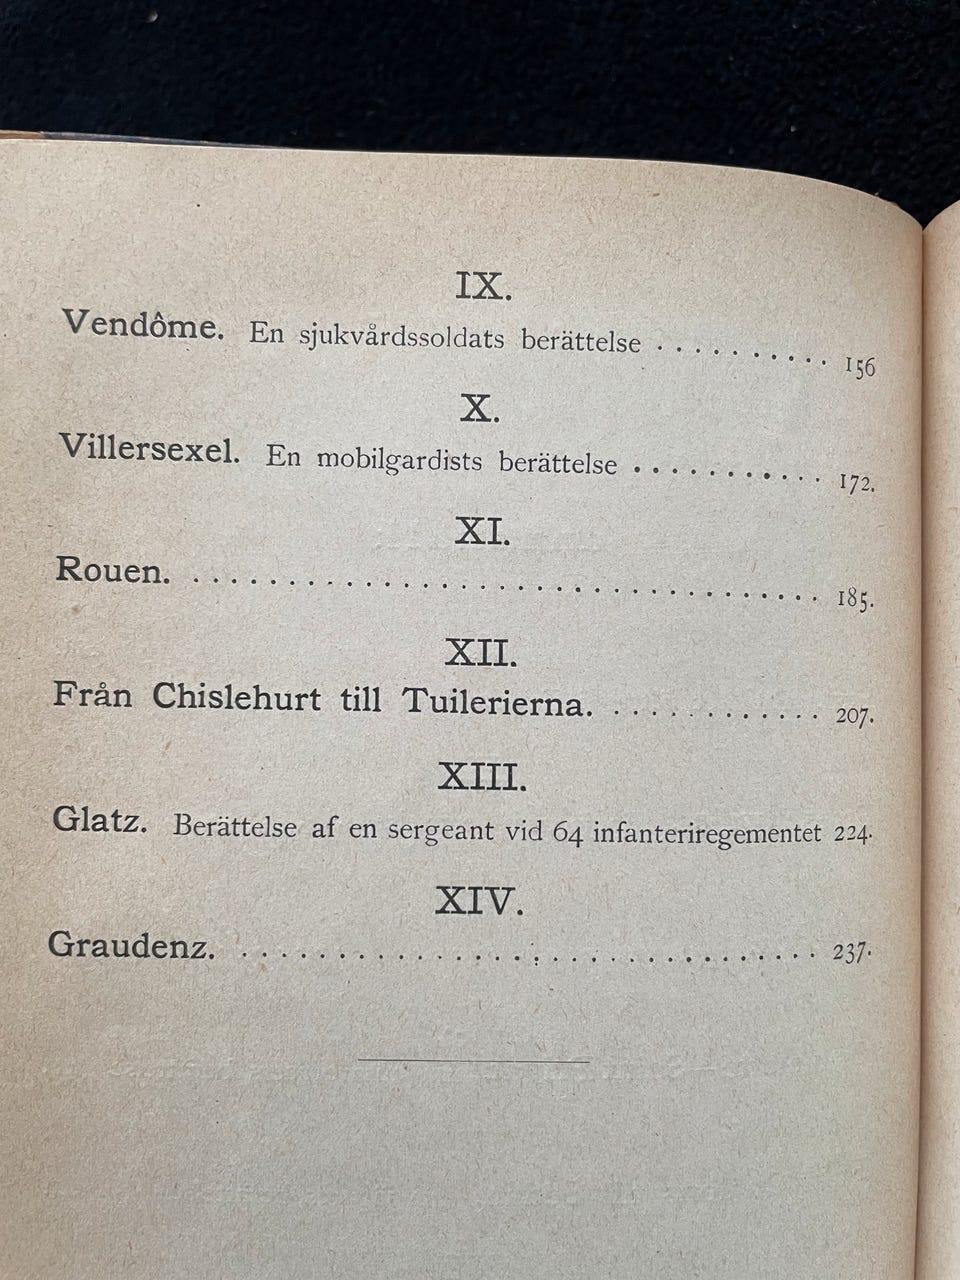 IX.
Vendôme. En sjukvårdssoldats berättelse . . . . . . . . . . 156
X.
Villersexel. En mobilgardists berättelse . . . . . . . . . . . 172.
XI.
Rouen. . . . . . . . . . . . . . . . . . . . . . . . . . . . . . . . . . 185.
XII.
Från Chislehurt till Tuilerierna. . . . . . . . . . . . . 207.
XIII.
Glatz. Berättelse af en sergeant vid 64 infanteriregementet 224.
XIV.
Graudenz. . . . . . . . . . . . . . . . . . . . . . . . . . . . . . . 237.